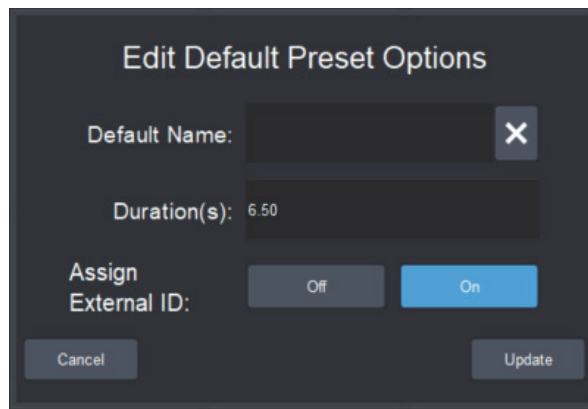 Edit Default Preset Options
Default Name:
Duration(s): 6.50
Assign
External ID:
Off
On
Cancel
Update